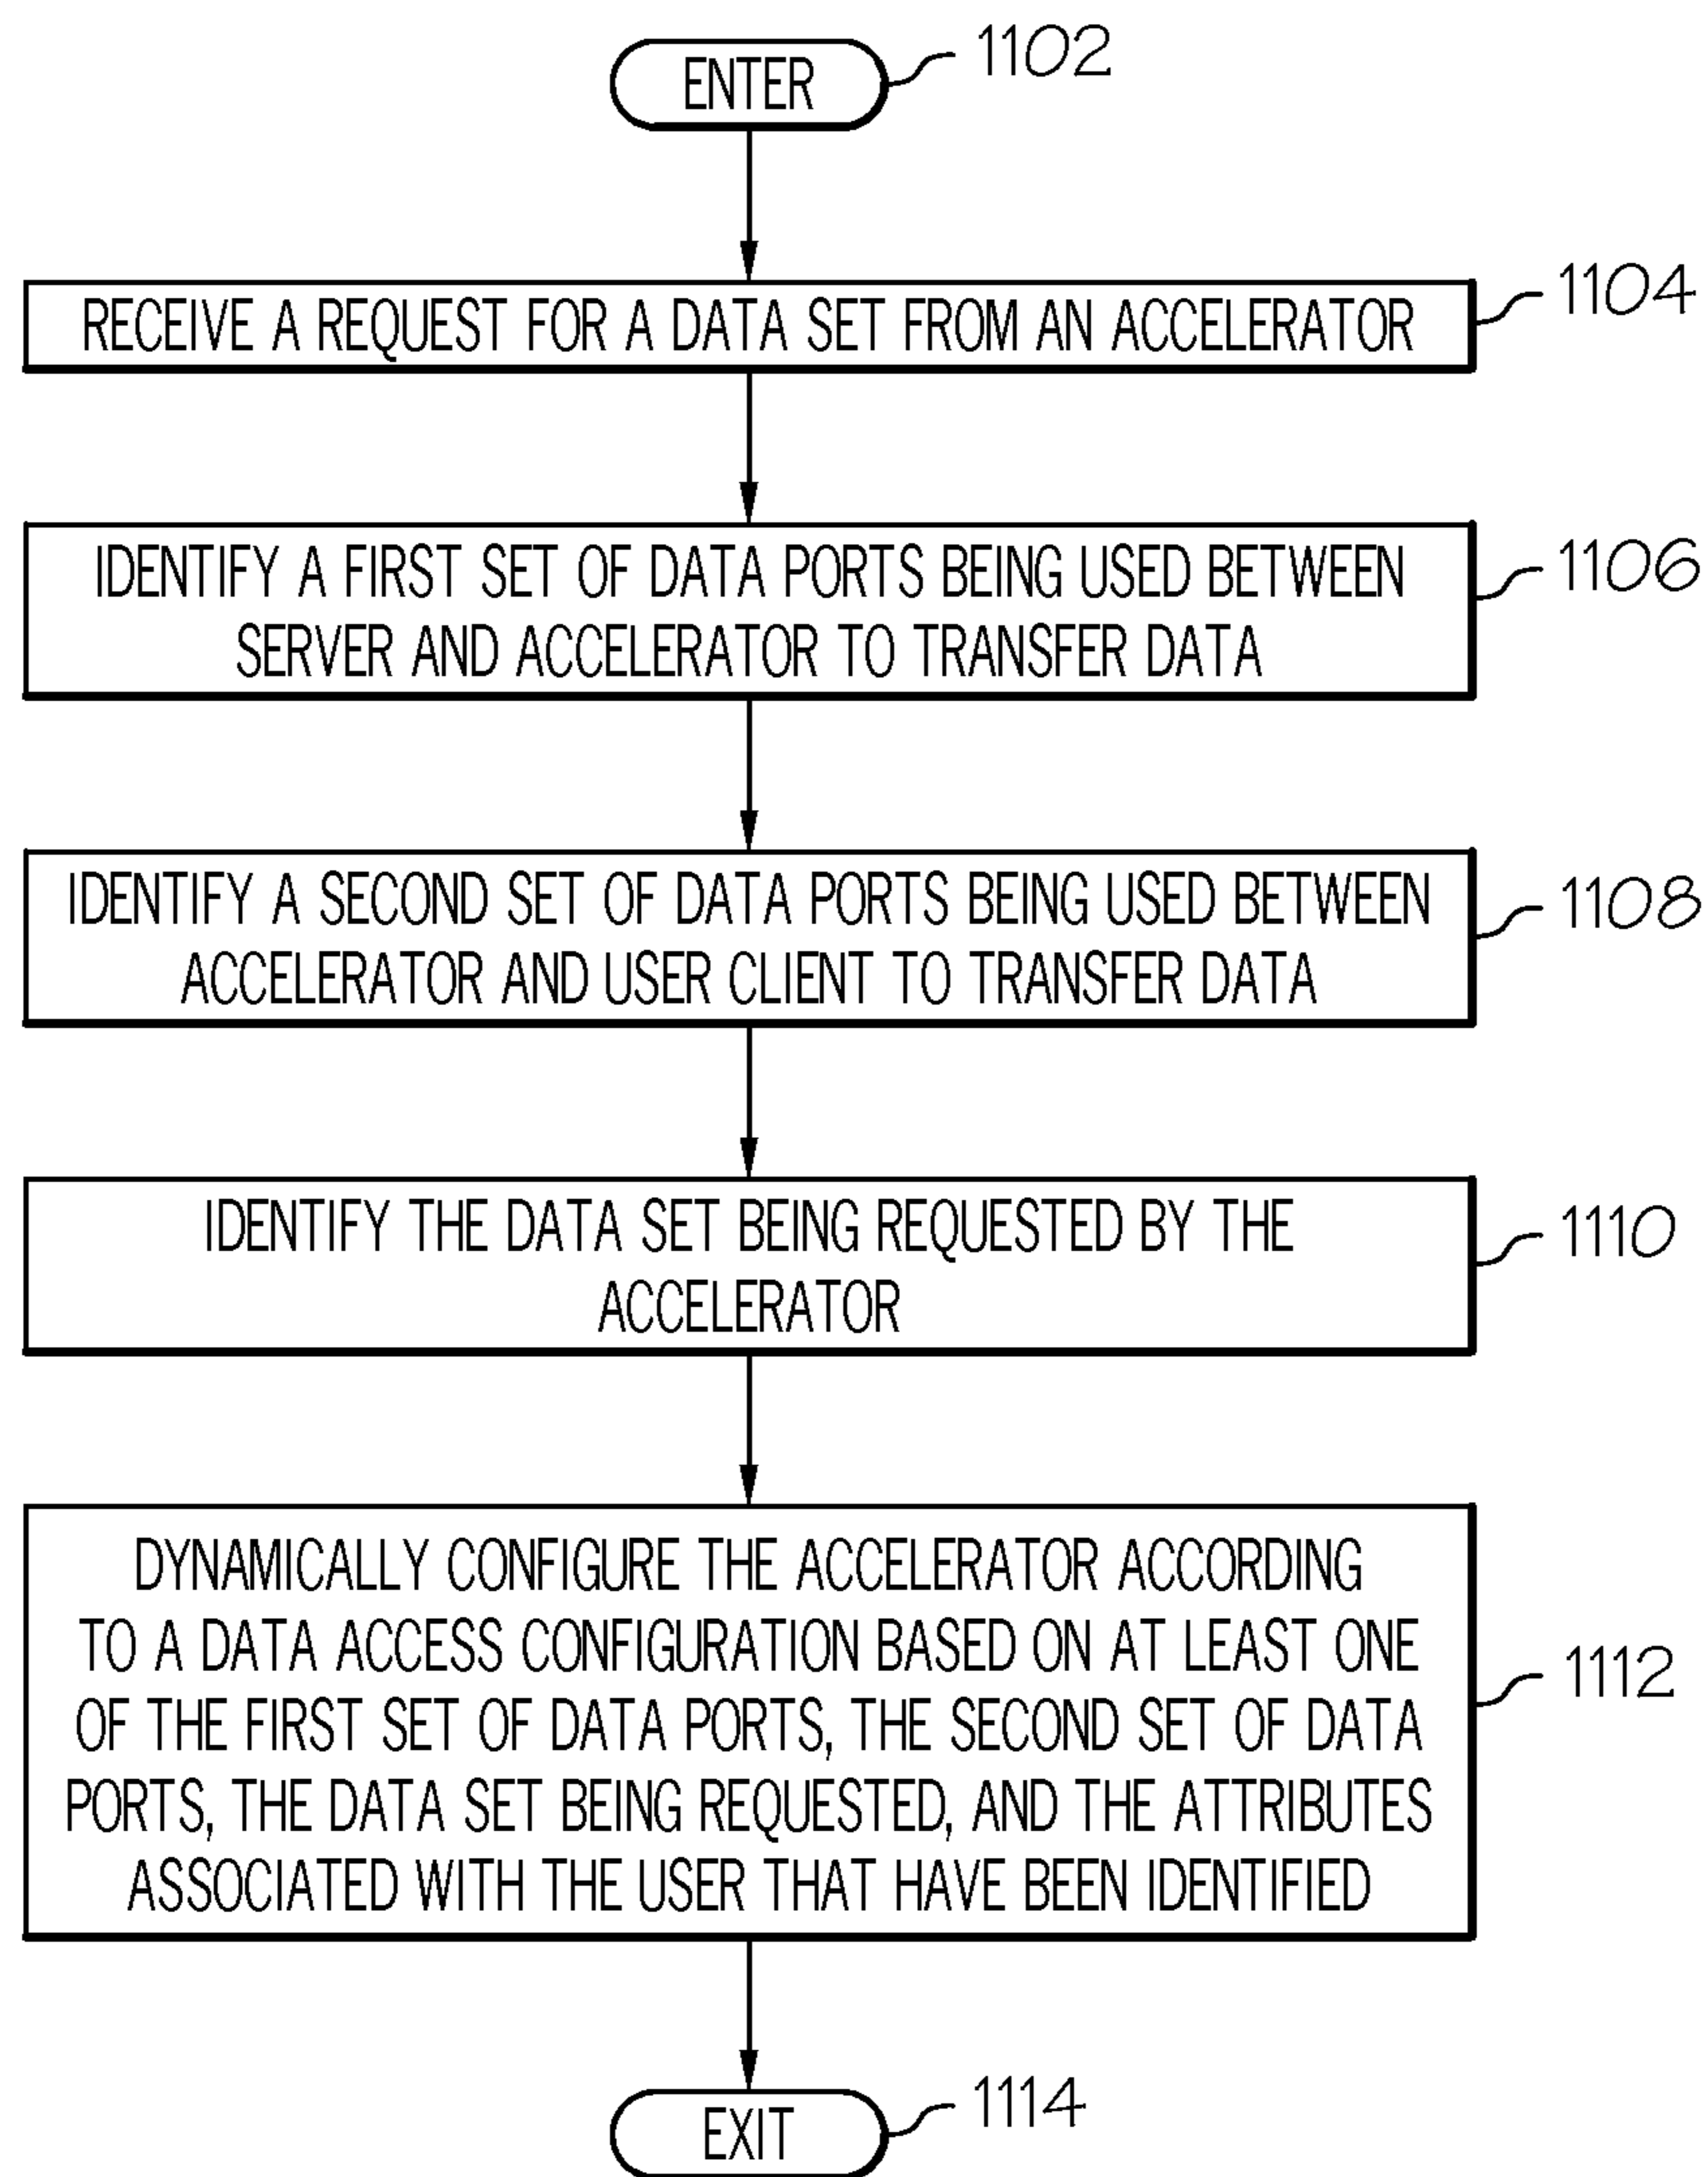 ENTER
1102
RECEIVE A REQUEST FOR A DATA SET FROM AN ACCELERATOR
1104
IDENTIFY A FIRST SET OF DATA PORTS BEING USED BETWEEN
SERVER AND ACCELERATOR TO TRANSFER DATA
1106
IDENTIFY A SECOND SET OF DATA PORTS BEING USED BETWEEN
ACCELERATOR AND USER CLIENT TO TRANSFER DATA
1108
IDENTIFY THE DATA SET BEING REQUESTED BY THE
ACCELERATOR
1110
DYNAMICALLY CONFIGURE THE ACCELERATOR ACCORDING
TO A DATA ACCESS CONFIGURATION BASED ON AT LEAST ONE
OF THE FIRST SET OF DATA PORTS, THE SECOND SET OF DATA
PORTS, THE DATA SET BEING REQUESTED, AND THE ATTRIBUTES
ASSOCIATED WITH THE USER THAT HAVE BEEN IDENTIFIED
1112
EXIT
1114